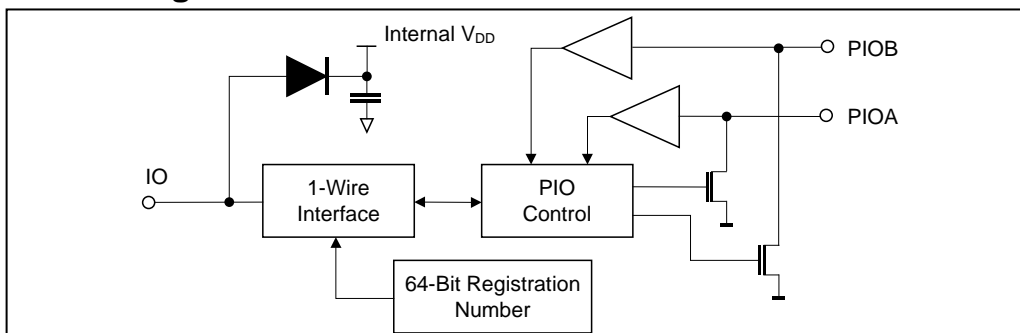 Internal VDD
PIOB
PIOA
IO
1-Wire
Interface
PIO
Control
64-Bit Registration
Number